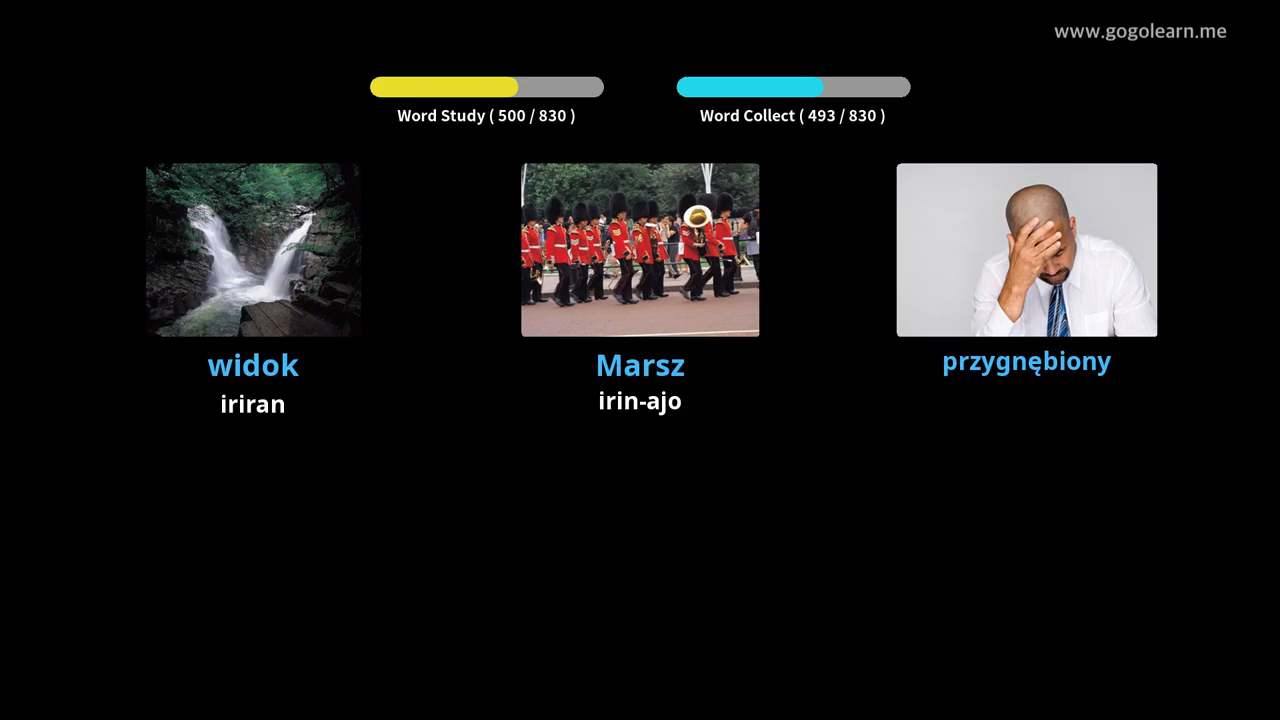 www.gogolearn.me
Word Study ( 500 / 830 )
Word Collect ( 493 / 830 )
widok
iriran
Marsz
irin-ajo
przygnębiony